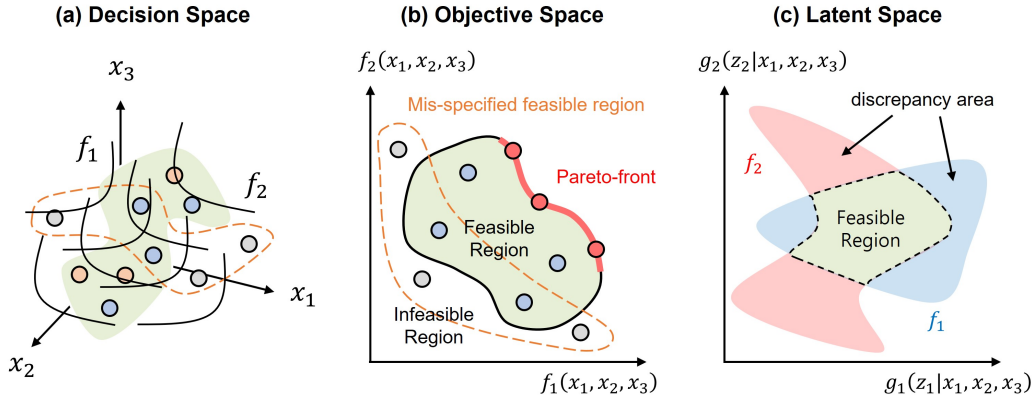 (a) Decision Space
x₃
f₁
f₂
x₁
x₂
(b) Objective Space
f₂(x₁, x₂, x₃)
Mis-specified feasible region
Pareto-front
Feasible
Region
Infeasible
Region
f₁(x₁, x₂, x₃)
(c) Latent Space
g₂(z₂|x₁, x₂, x₃)
discrepancy area
f₂
Feasible
Region
f₁
g₁(z₁|x₁, x₂, x₃)